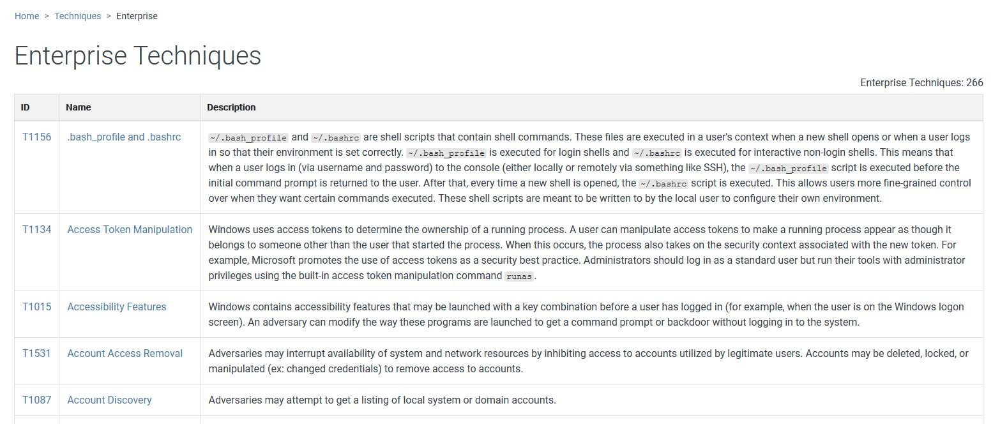 Home > Techniques > Enterprise
Enterprise Techniques
Enterprise Techniques: 266
ID Name Description
T1156 .bash_profile and .bashrc ~/.bash_profile and ~/.bashrc are shell scripts that contain shell commands. These files are executed in a user's context when a new shell opens or when a user logs
in so that their environment is set correctly. ~/.bash_profile is executed for login shells and ~/.bashrc is executed for interactive non-login shells. This means that
when a user logs in (via username and password) to the console (either locally or remotely via something like SSH), the ~/.bash_profile script is executed before the
initial command prompt is returned to the user. After that, every time a new shell is opened, the ~/.bashrc script is executed. This allows users more fine-grained control
over when they want certain commands executed. These shell scripts are meant to be written to by the local user to configure their own environment.
T1134 Access Token Manipulation Windows uses access tokens to determine the ownership of a running process. A user can manipulate access tokens to make a running process appear as though it
belongs to someone other than the user that started the process. When this occurs, the process also takes on the security context associated with the new token. For
example, Microsoft promotes the use of access tokens as a security best practice. Administrators should log in as a standard user but run their tools with administrator
privileges using the built-in access token manipulation command runas.
T1015 Accessibility Features Windows contains accessibility features that may be launched with a key combination before a user has logged in (for example, when the user is on the Windows logon
screen). An adversary can modify the way these programs are launched to get a command prompt or backdoor without logging in to the system.
T1531 Account Access Removal Adversaries may interrupt availability of system and network resources by inhibiting access to accounts utilized by legitimate users. Accounts may be deleted, locked, or
manipulated (ex: changed credentials) to remove access to accounts.
T1087 Account Discovery Adversaries may attempt to get a listing of local system or domain accounts.